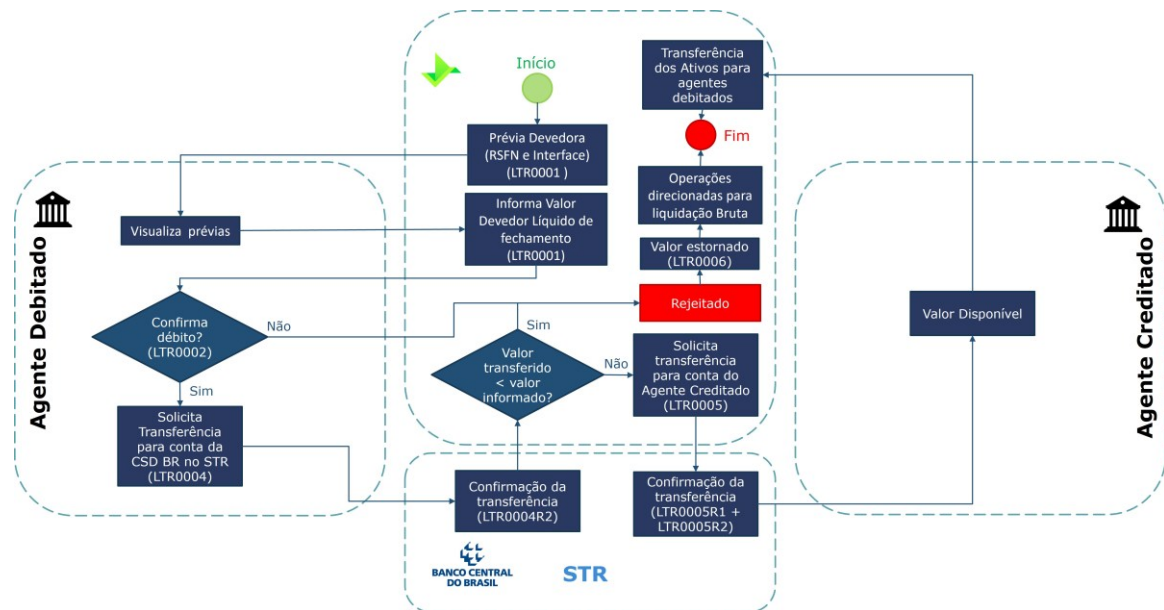 Início
Prévia Devedora
(RSFN e Interface)
(LTR0001 )
Informa Valor
Devedor Líquido de
fechamento
(LTR0001)
Transferência
dos Ativos para
agentes
debitados
Fim
Operações
direcionadas para
liquidação Bruta
Valor estornado
(LTR0006)
Rejeitado
Agente Debitado
Visualiza prévias
Confirma
débito?
(LTR0002)
Não
Sim
Solicita
Transferência
para conta da
CSD BR no STR
(LTR0004)
Sim
Valor
transferido
< valor
informado?
Não
Solicita
transferência
para conta do
Agente Creditado
(LTR0005)
Confirmação da
transferência
(LTR0004R2)
Confirmação da
transferência
(LTR0005R1 +
LTR0005R2)
BANCO CENTRAL
DO BRASIL
STR
Valor Disponível
Agente Creditado